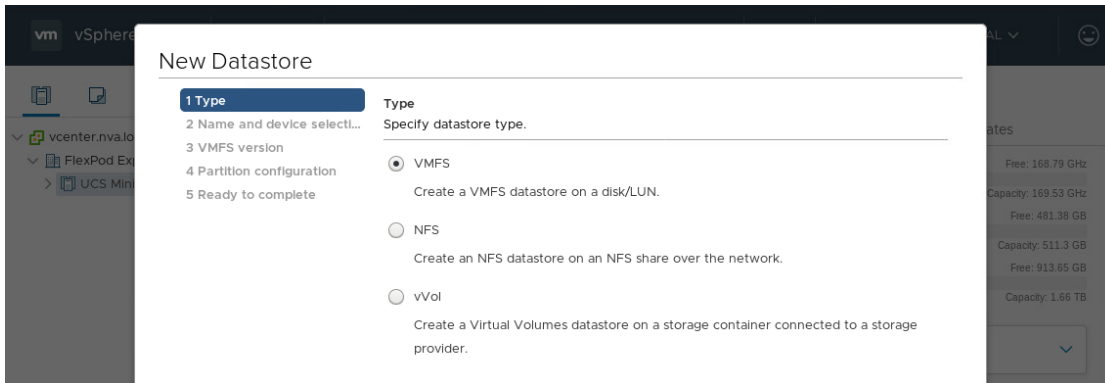 vm vSphere
AL
New Datastore
1 Type
2 Name and device selecti...
3 VMFS version
4 Partition configuration
5 Ready to complete
Type
Specify datastore type.
VMFS
Create a VMFS datastore on a disk/LUN.
NFS
Create an NFS datastore on an NFS share over the network.
vVol
Create a Virtual Volumes datastore on a storage container connected to a storage
provider.
vcenter.nva.lo
FlexPod Exp
UCS Mini
ates
Free: 168.79 GHz
Capacity: 169.53 GHz
Free: 481.38 GB
Capacity: 511.3 GB
Free: 913.65 GB
Capacity: 1.66 TB